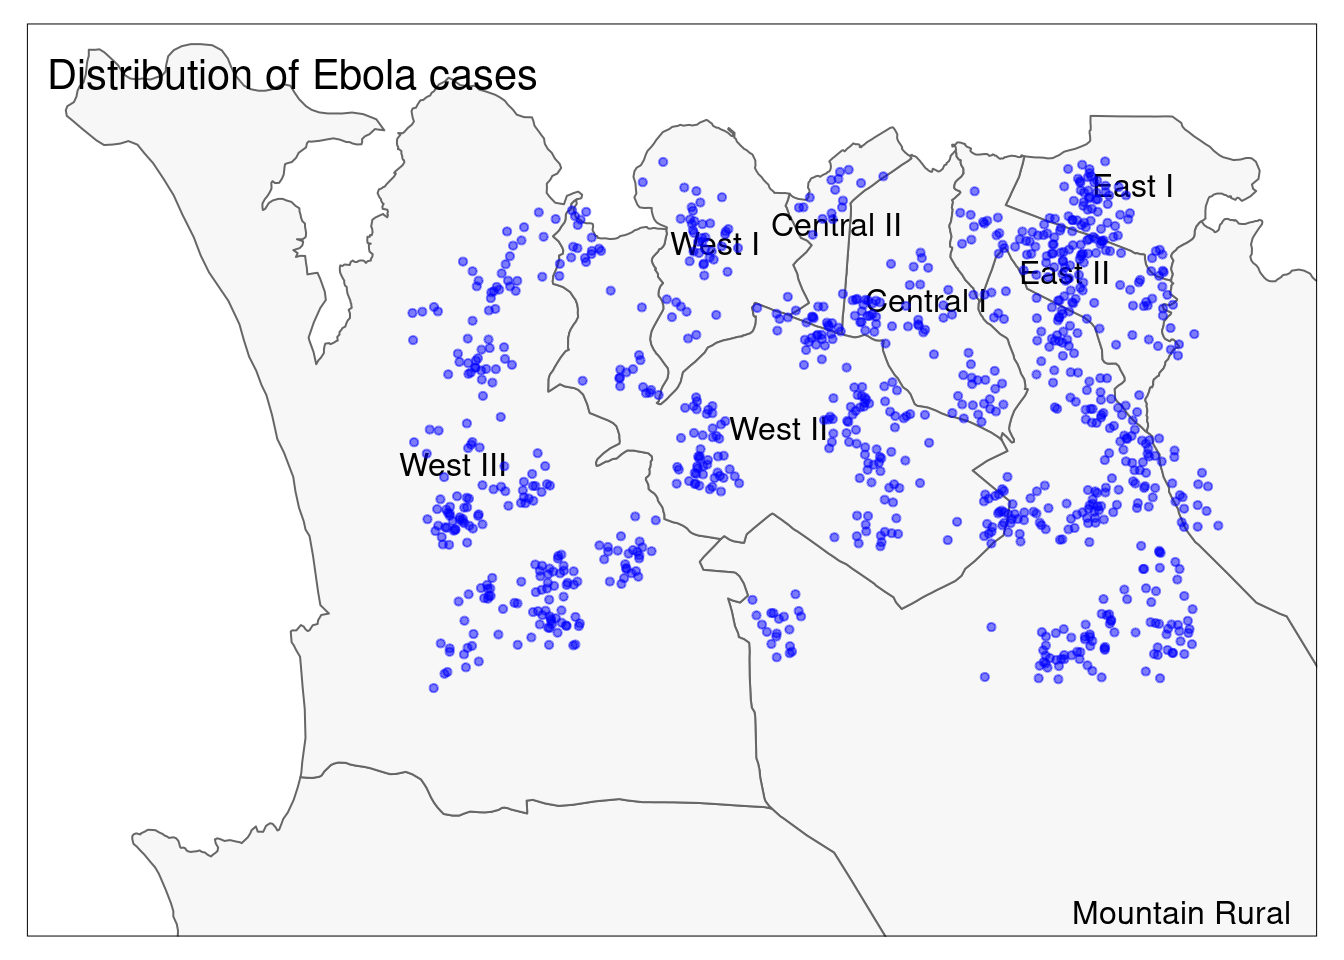 Distribution of Ebola cases
East I
Central II
West I
East II
Central I
West II
West III
Mountain Rural